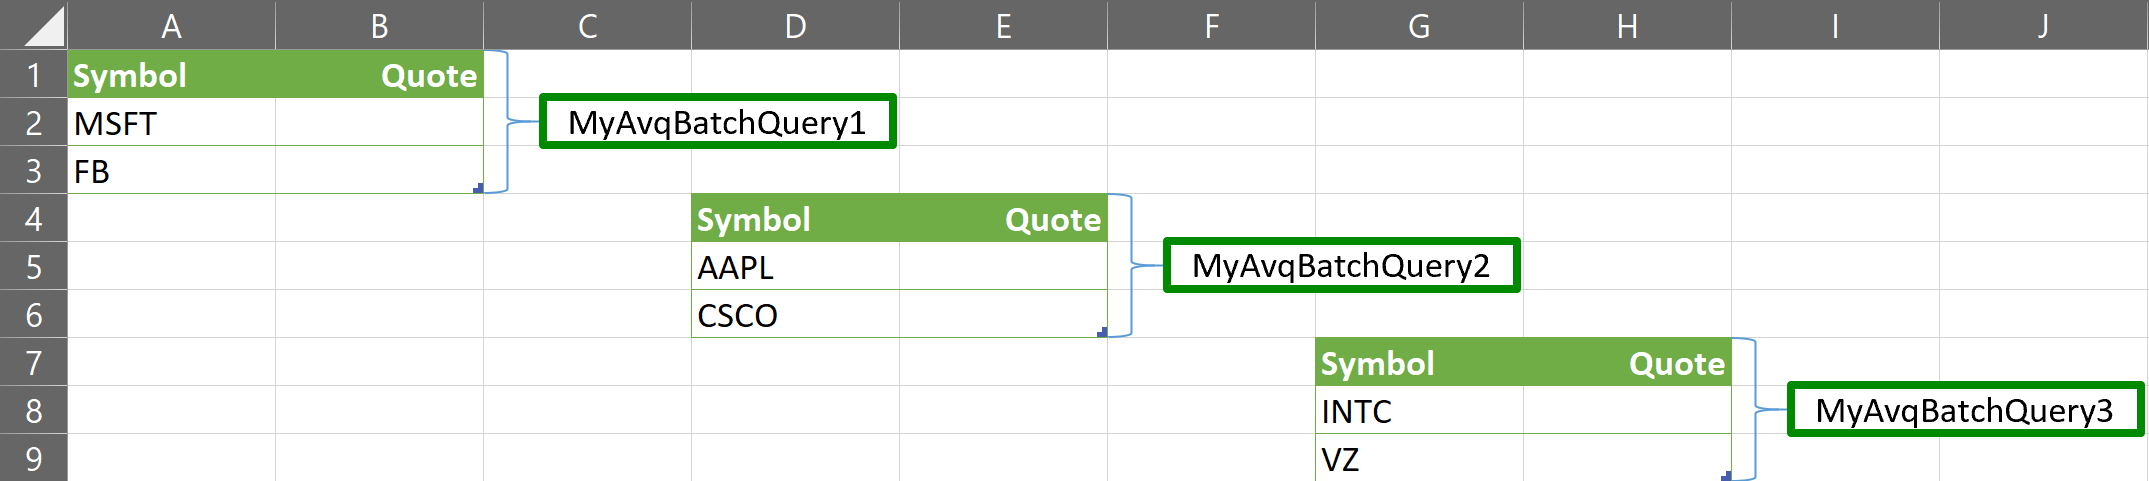 A B C D E F G H I J
1 Symbol Quote
2 MSFT MyAvqBatchQuery1
3 FB
4 Symbol Quote
5 AAPL MyAvqBatchQuery2
6 CSCO
7 Symbol Quote
8 INTC MyAvqBatchQuery3
9 VZ